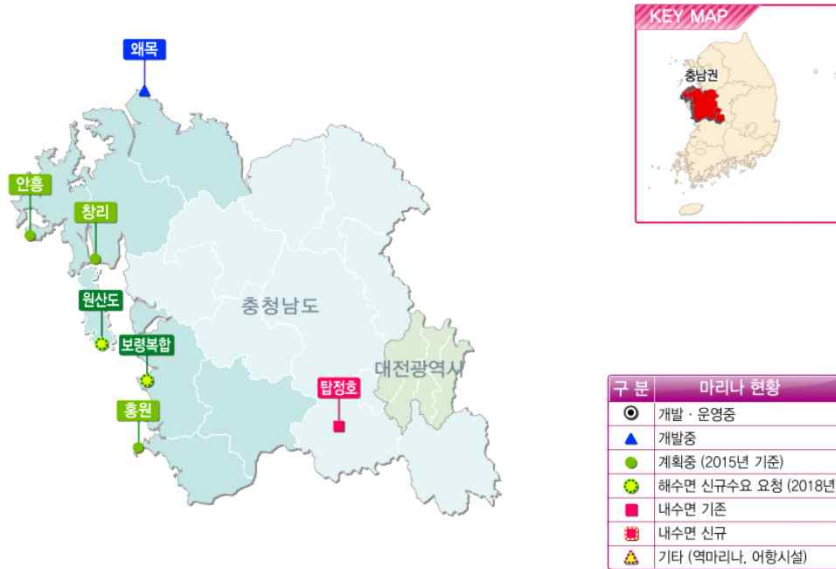 KEY MAP
충남권
왜목
안흥
창리
원산도
보령복합
홍원
충청남도
대전광역시
탑정호
구 분 마리나 현황
개발 · 운영중
개발중
계획중 (2015년 기준)
해수면 신규수요 요청 (2018년
내수면 기존
내수면 신규
기타 (역마리나, 어항시설)